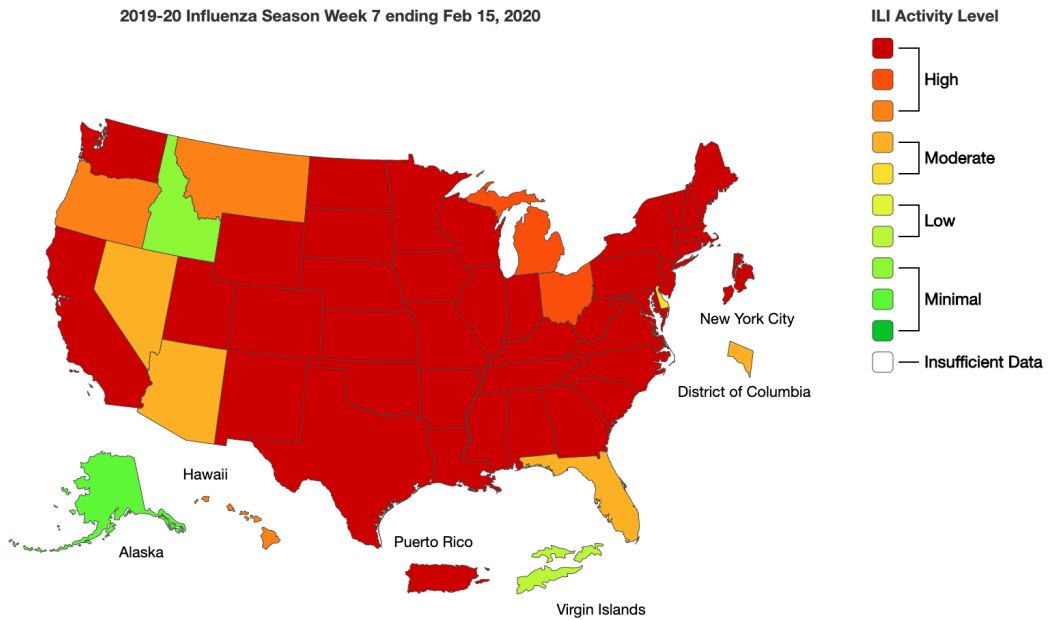 2019-20 Influenza Season Week 7 ending Feb 15, 2020
ILI Activity Level
High
Moderate
Low
Minimal
Insufficient Data
New York City
District of Columbia
Hawaii
Alaska
Puerto Rico
Virgin Islands